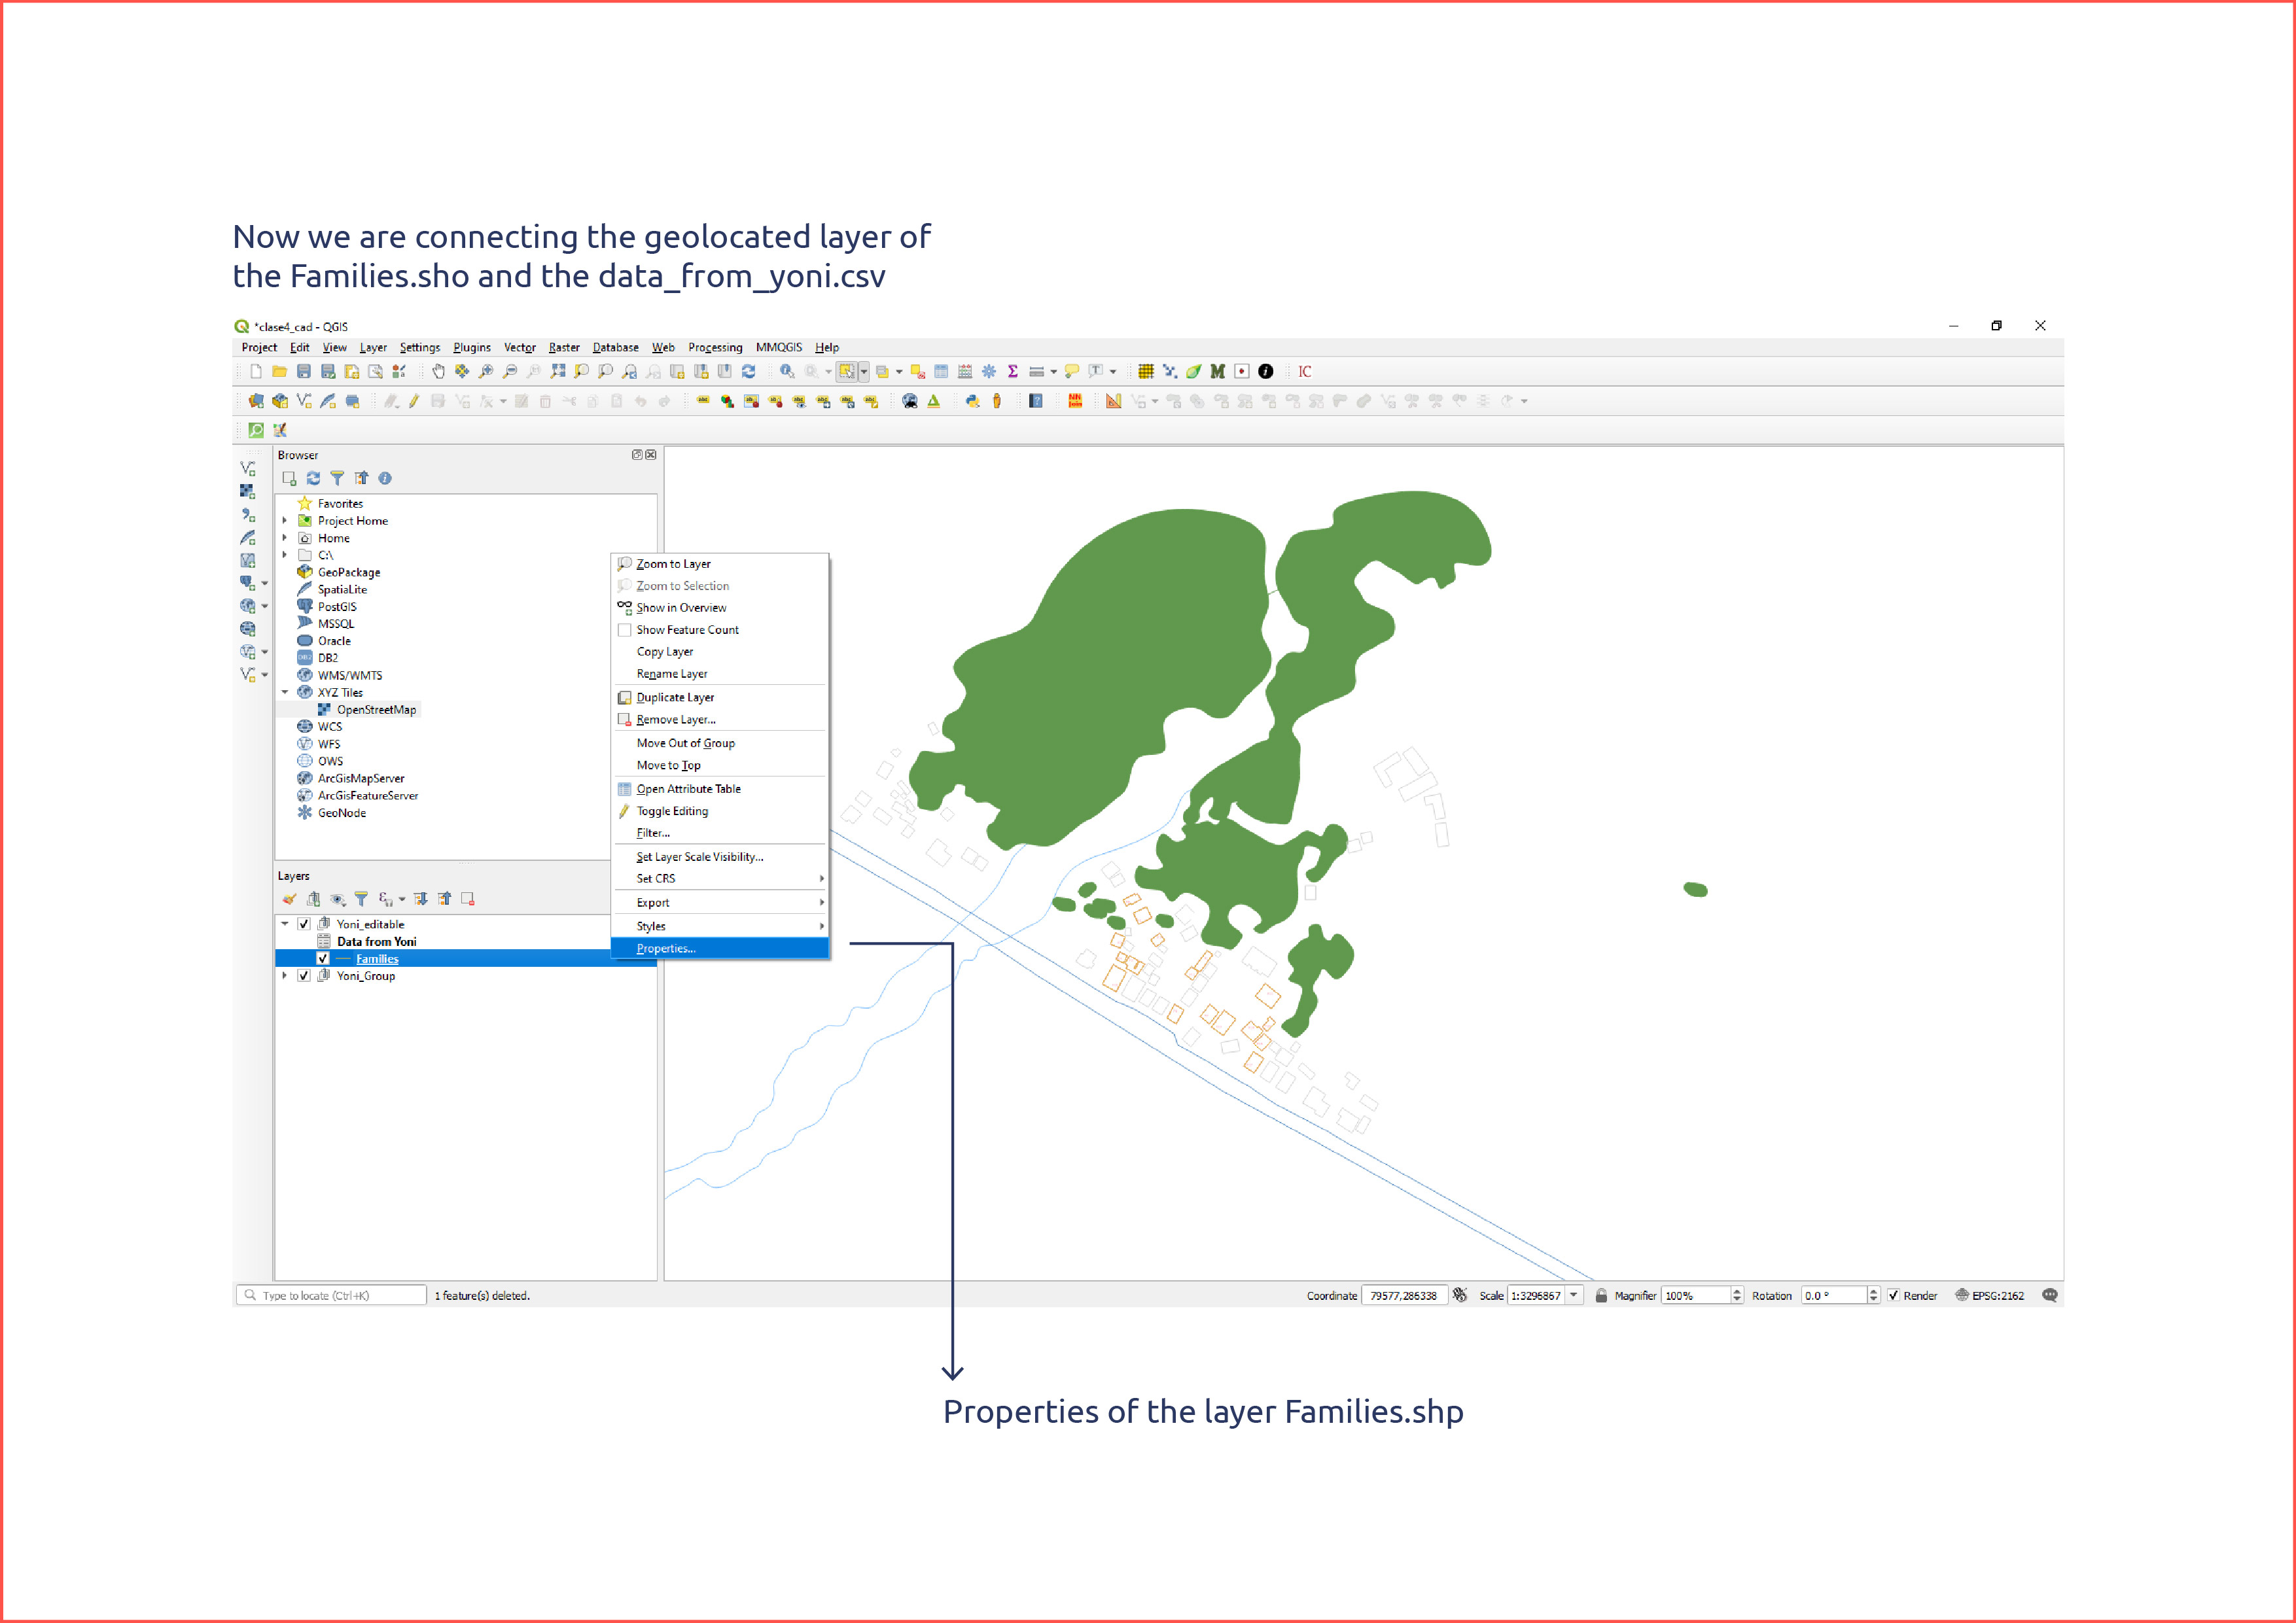 Now we are connecting the geolocated layer of
the Families.sho and the data_from_yoni.csv
*clase4_cad - QGIS
Project Edit View Layer Settings Plugins Vector Raster Database Web Processing MMQGIS Help
Browser
Favorites
Project Home
Home
C:\
GeoPackage
SpatiaLite
PostGIS
MSSQL
Oracle
DB2
WMS/WMTS
XYZ Tiles
OpenStreetMap
WCS
WFS
OWS
ArcGisMapServer
ArcGisFeatureServer
GeoNode
Zoom to Layer
Zoom to Selection
Show in Overview
Show Feature Count
Copy Layer
Rename Layer
Duplicate Layer
Remove Layer...
Move Out of Group
Move to Top
Open Attribute Table
Toggle Editing
Filter...
Set Layer Scale Visibility...
Set CRS
Export
Styles
Properties...
Layers
Yoni_editable
Data from Yoni
Families
Yoni_Group
Type to locate (Ctrl+K) 1 feature(s) deleted. Coordinate 79577,286338 Scale 1:3296867 Magnifier 100% Rotation 0.0 ° Render EPSG:2162
Properties of the layer Families.shp